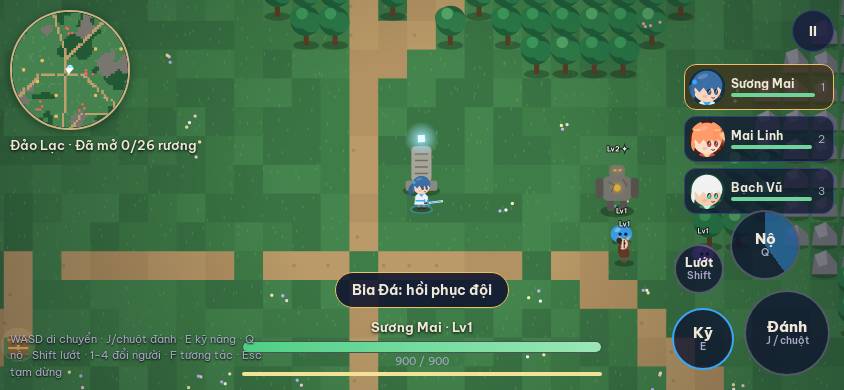 Đảo Lạc · Đã mở 0/26 rương
Sương Mai 1
Mai Linh 2
Bạch Vũ 3
Lv2 ✦
Lv1
Lv1
Lv1
Nộ
Q
Lướt
Shift
Bia Đá: hồi phục đội
Sương Mai · Lv1
900 / 900
Kỹ
E
Đánh
J / chuột
WASD di chuyển · J/chuột đánh · E kỹ năng · Q
nộ · Shift lướt · 1-4 đổi người · F tương tác · Esc
tạm dừng